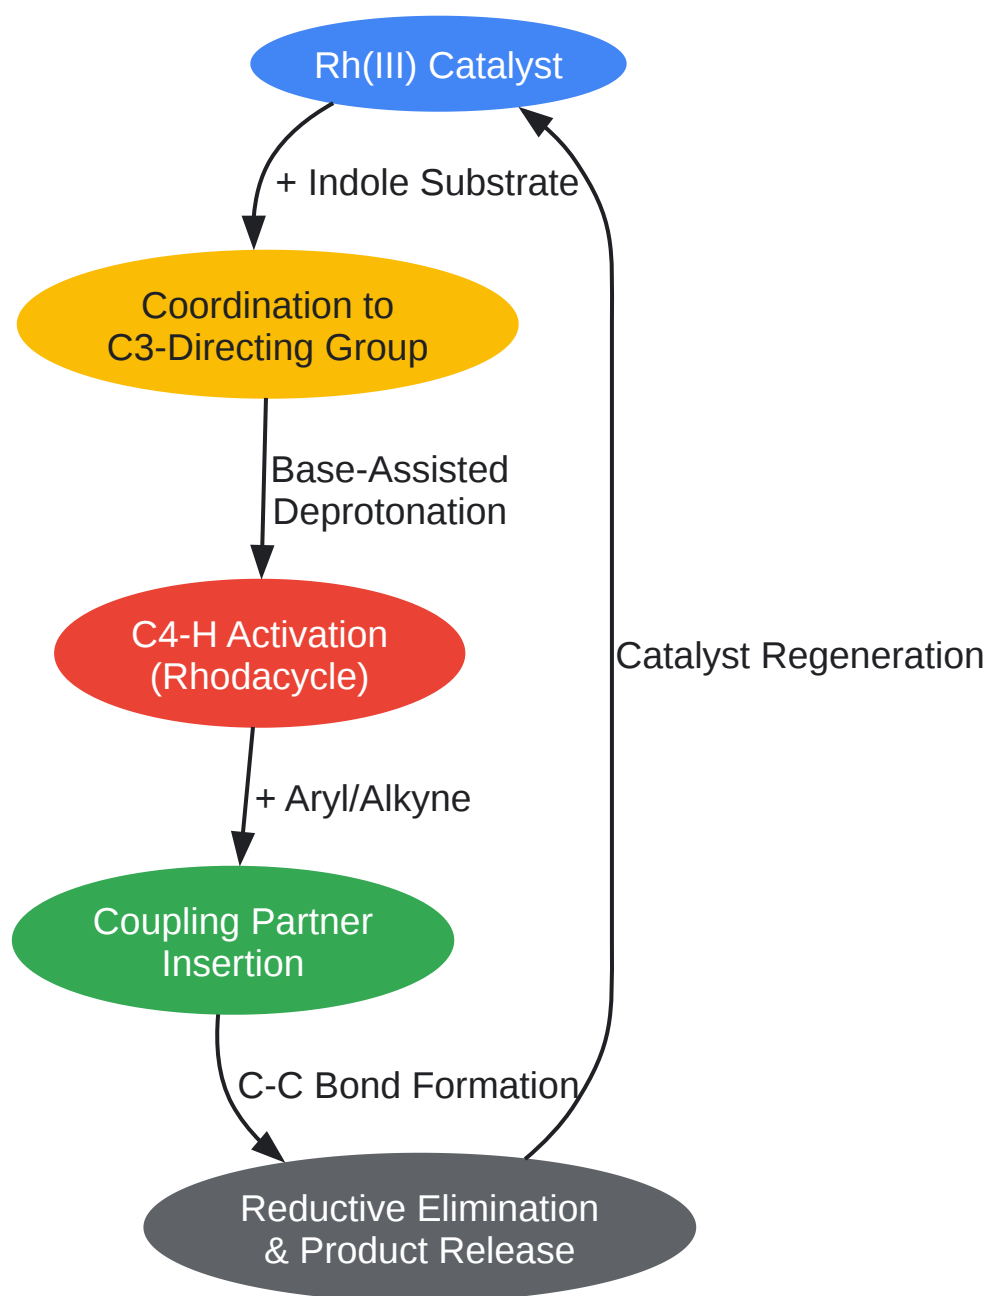 Rh(III) Catalyst
+ Indole Substrate
Coordination to
C3-Directing Group
Base-Assisted
Deprotonation
C4-H Activation
(Rhodacycle)
Catalyst Regeneration
+ Aryl/Alkyne
Coupling Partner
Insertion
C-C Bond Formation
Reductive Elimination
& Product Release